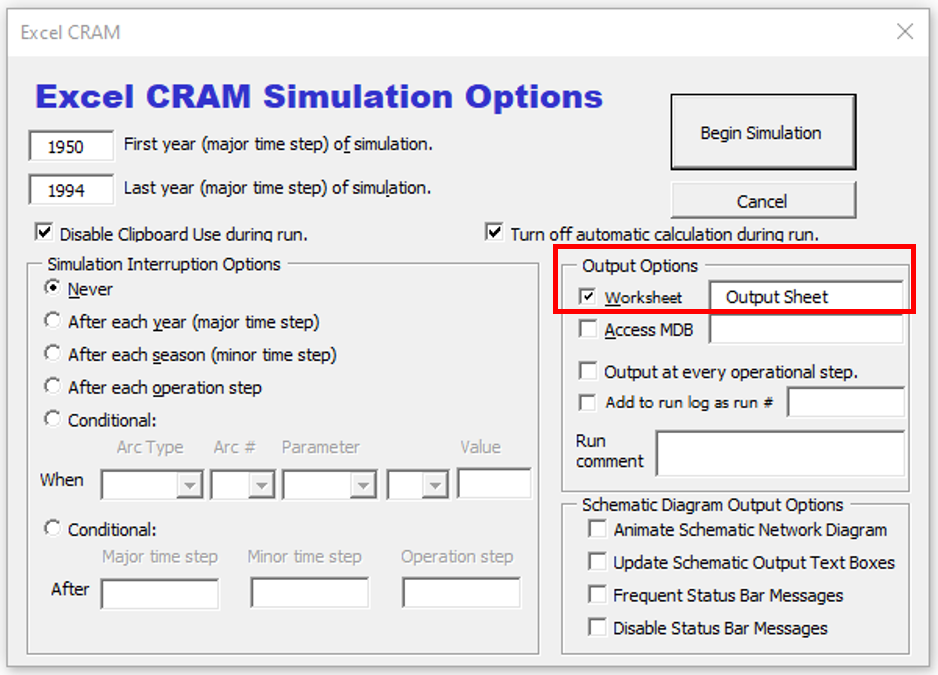 Excel CRAM
Excel CRAM Simulation Options
1950 First year (major time step) of simulation.
1994 Last year (major time step) of simulation.
Begin Simulation
Cancel
Disable Clipboard Use during run.
Turn off automatic calculation during run.
Simulation Interruption Options
Never
After each year (major time step)
After each season (minor time step)
After each operation step
Conditional:
Arc Type Arc # Parameter Value
When
Conditional:
Major time step Minor time step Operation step
After
Output Options
Worksheet Output Sheet
Access MDB
Output at every operational step.
Add to run log as run #
Run
comment
Schematic Diagram Output Options
Animate Schematic Network Diagram
Update Schematic Output Text Boxes
Frequent Status Bar Messages
Disable Status Bar Messages